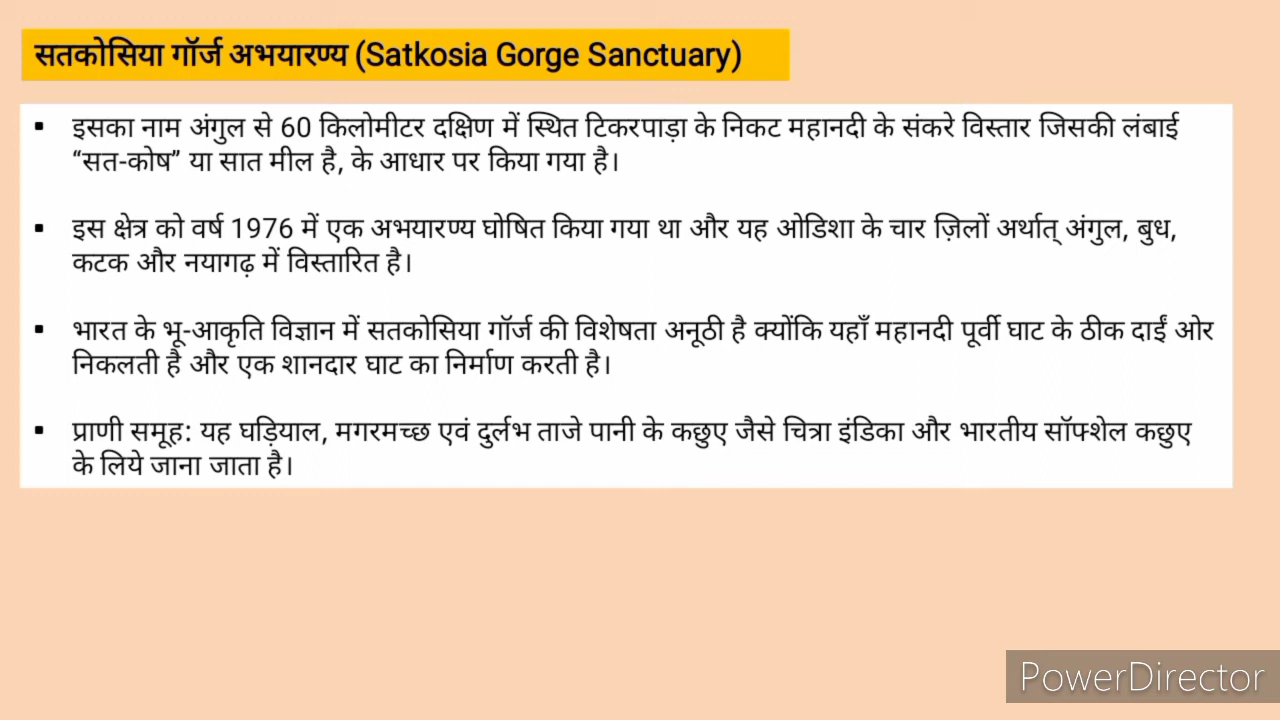 सतकोसिया गॉर्ज अभयारण्य (Satkosia Gorge Sanctuary)
▪ इसका नाम अंगुल से 60 किलोमीटर दक्षिण में स्थित टिकरपाड़ा के निकट महानदी के संकरे विस्तार जिसकी लंबाई
“सत-कोष” या सात मील है, के आधार पर किया गया है।
▪ इस क्षेत्र को वर्ष 1976 में एक अभयारण्य घोषित किया गया था और यह ओडिशा के चार ज़िलों अर्थात् अंगुल, बुध,
कटक और नयागढ़ में विस्तारित है।
▪ भारत के भू-आकृति विज्ञान में सतकोसिया गॉर्ज की विशेषता अनूठी है क्योंकि यहाँ महानदी पूर्वी घाट के ठीक दाईं ओर
निकलती है और एक शानदार घाट का निर्माण करती है।
▪ प्राणी समूह: यह घड़ियाल, मगरमच्छ एवं दुर्लभ ताजे पानी के कछुए जैसे चित्रा इंडिका और भारतीय सॉफ्शेल कछुए
के लिये जाना जाता है।
PowerDirector